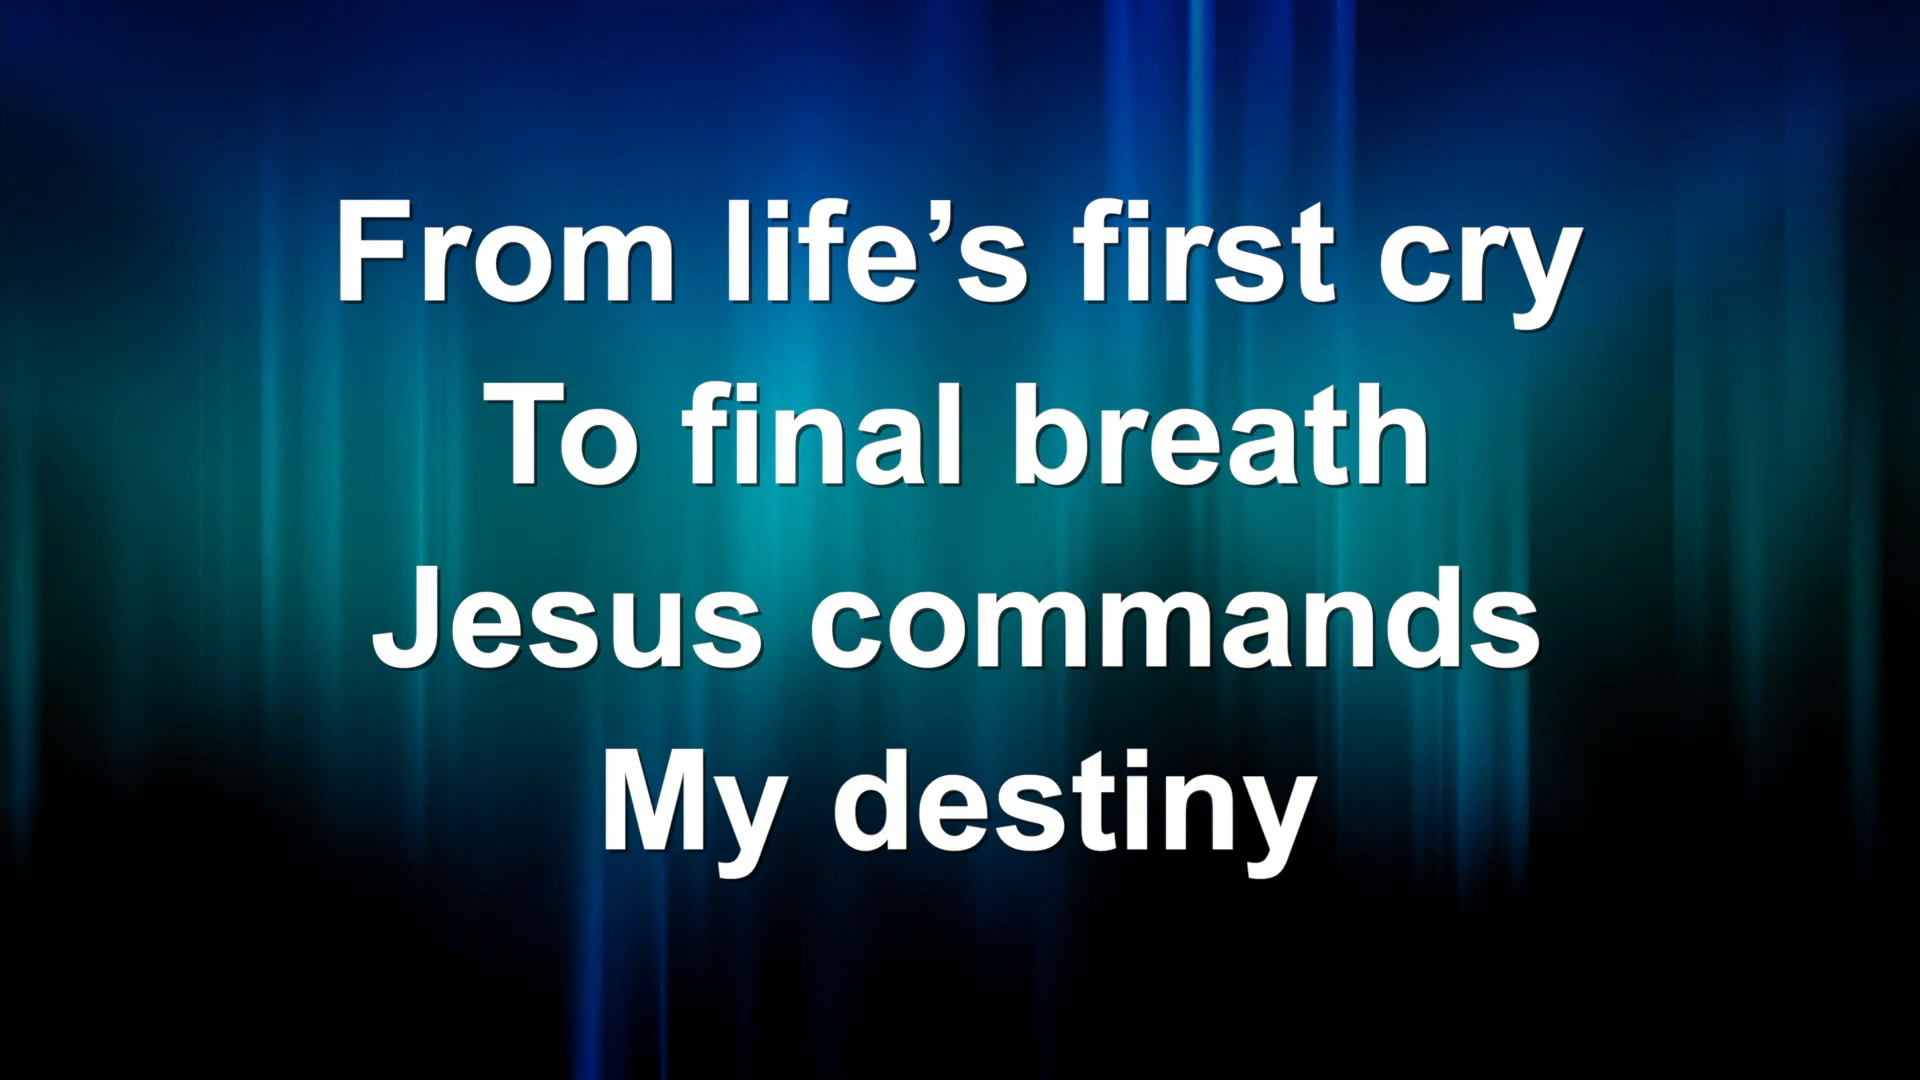 From life’s first cry
To final breath
Jesus commands
My destiny